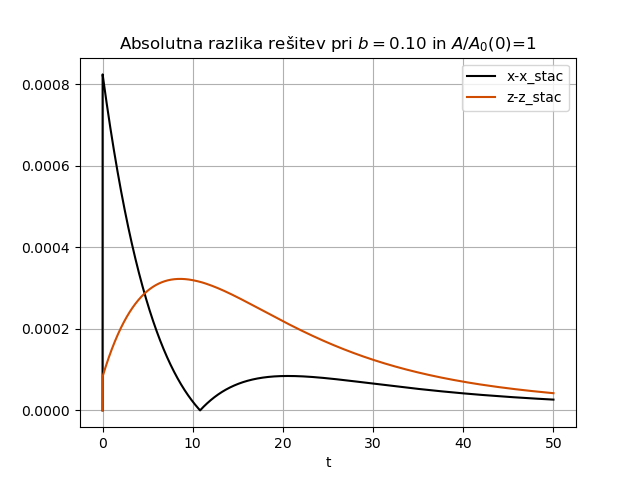 Absolutna razlika rešitev pri b = 0.10 in A/A₀(0)=1
x-x_stac
z-z_stac
0.0008
0.0006
0.0004
0.0002
0.0000
0 10 20 30 40 50
t